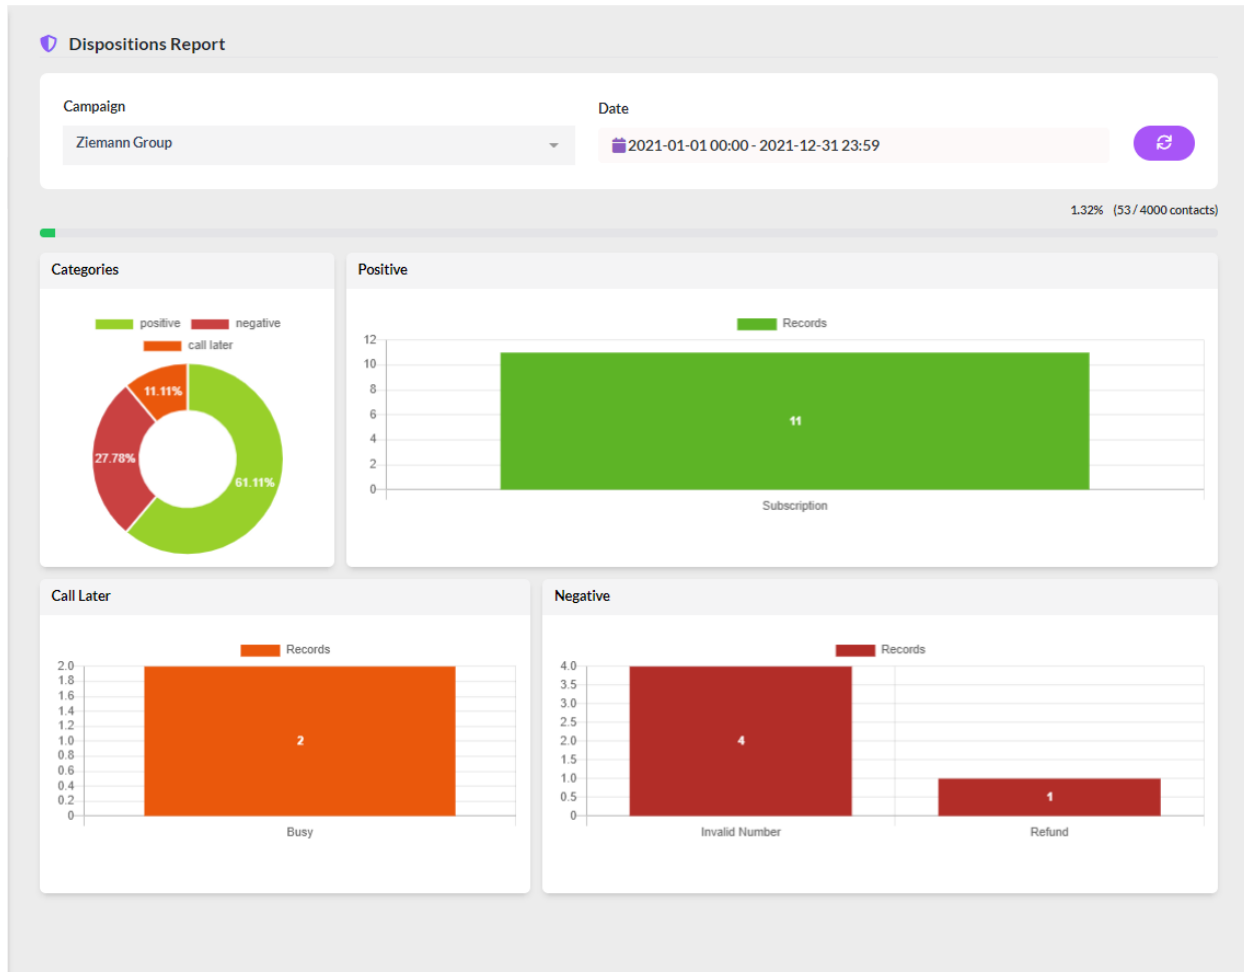 Dispositions Report
Campaign
Date
Ziemann Group
2021-01-01 00:00 - 2021-12-31 23:59
1.32% (53 / 4000 contacts)
Categories
positive negative
call later
11.11%
27.78%
61.11%
Positive
Records
12
10
8
6
4
2
0
11
Subscription
Call Later
Records
2.0
1.8
1.6
1.4
1.2
1.0
0.8
0.6
0.4
0.2
0
2
Busy
Negative
Records
4.0
3.5
3.0
2.5
2.0
1.5
1.0
0.5
0
4
1
Invalid Number Refund